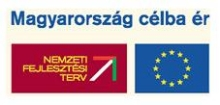 Magyarország célba ér
NEMZETI
FEJLESZTÉSI
TERV